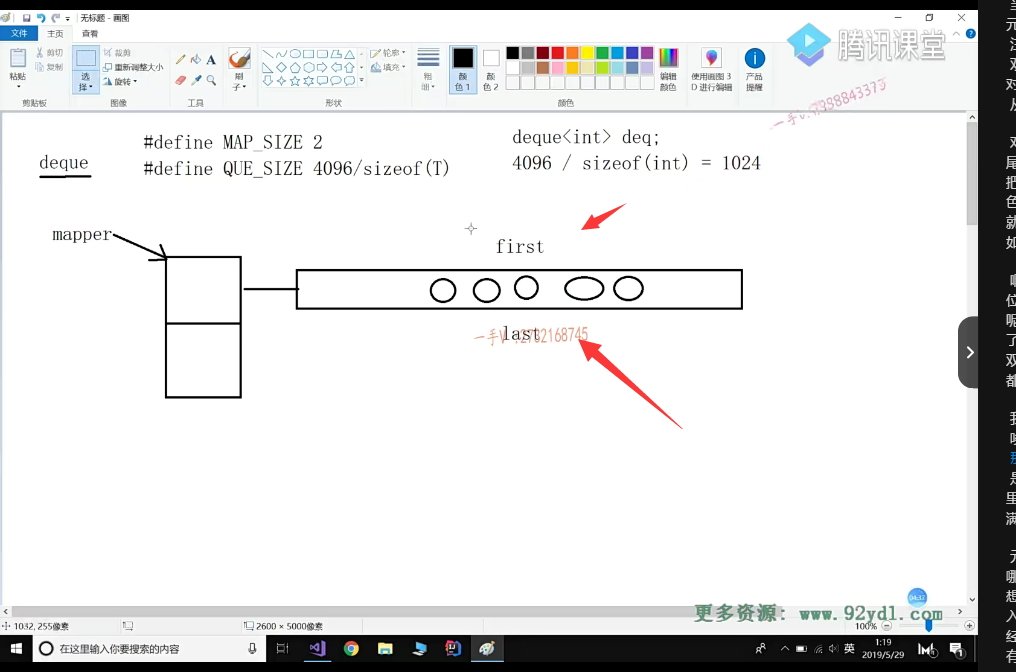 无标题 - 画图
文件 主页 查看
粘贴
剪切
复制
剪贴板
选择
裁剪
重新调整大小
旋转
图像
A
工具
刷子
形状
轮廓
填充
粗细
颜色 1
颜色 2
颜色
编辑颜色
使用画图 3D 进行编辑
产品提醒
腾讯课堂
#define MAP_SIZE 2
#define QUE_SIZE 4096/sizeof(T)
deque<int> deq;
4096 / sizeof(int) = 1024
deque
mapper
first
last
一手V:2732168745
04:37
更多资源: www.92ydl.com
1032, 255像素
2600 × 5000像素
100%
在这里输入你要搜索的内容
英
1:19
2019/5/29